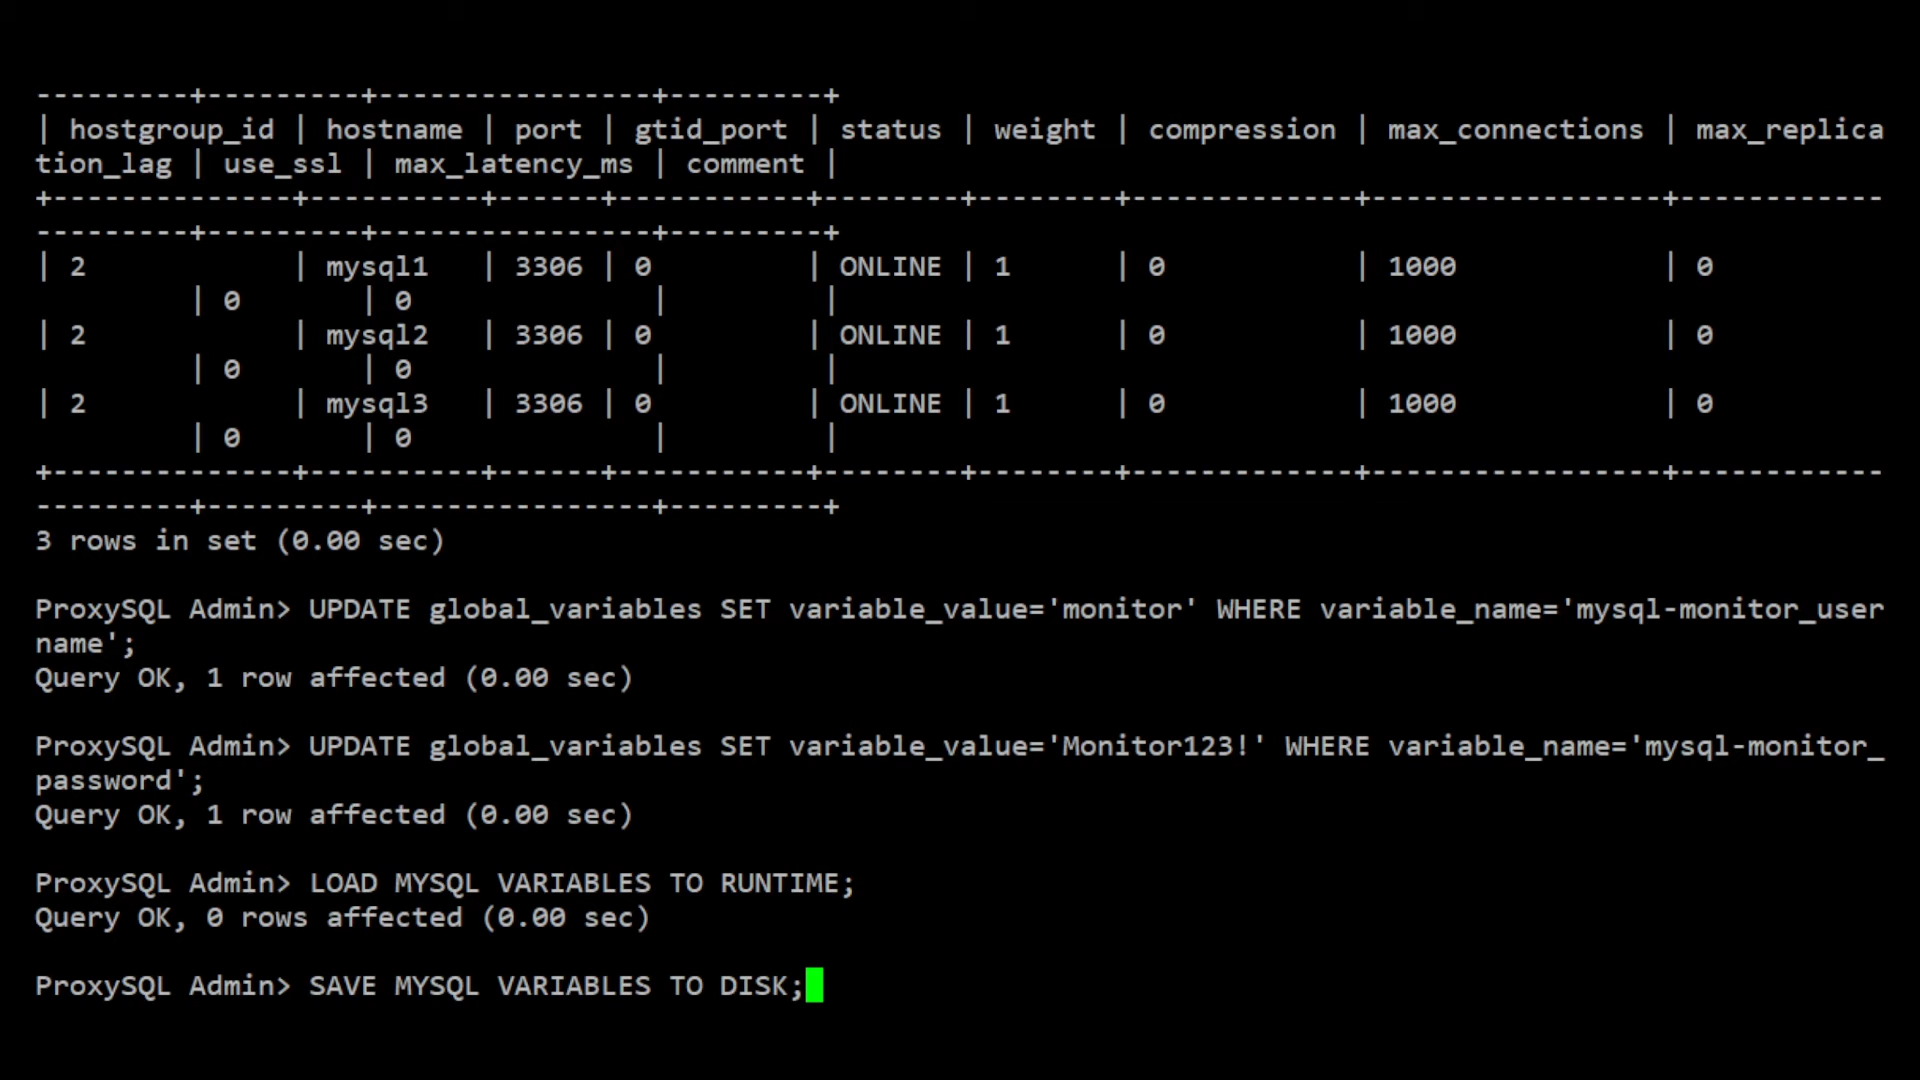 ---------+---------+----------------+---------+
| hostgroup_id | hostname | port | gtid_port | status | weight | compression | max_connections | max_replica
tion_lag | use_ssl | max_latency_ms | comment |
+--------------+----------+------+-----------+--------+--------+-------------+-----------------+------------
---------+---------+----------------+---------+
| 2            | mysql1   | 3306 | 0         | ONLINE | 1      | 0           | 1000            | 0
         | 0       | 0              |         |
| 2            | mysql2   | 3306 | 0         | ONLINE | 1      | 0           | 1000            | 0
         | 0       | 0              |         |
| 2            | mysql3   | 3306 | 0         | ONLINE | 1      | 0           | 1000            | 0
         | 0       | 0              |         |
+--------------+----------+------+-----------+--------+--------+-------------+-----------------+------------
---------+---------+----------------+---------+
3 rows in set (0.00 sec)

ProxySQL Admin> UPDATE global_variables SET variable_value='monitor' WHERE variable_name='mysql-monitor_user
name';
Query OK, 1 row affected (0.00 sec)

ProxySQL Admin> UPDATE global_variables SET variable_value='Monitor123!' WHERE variable_name='mysql-monitor_
password';
Query OK, 1 row affected (0.00 sec)

ProxySQL Admin> LOAD MYSQL VARIABLES TO RUNTIME;
Query OK, 0 rows affected (0.00 sec)

ProxySQL Admin> SAVE MYSQL VARIABLES TO DISK;